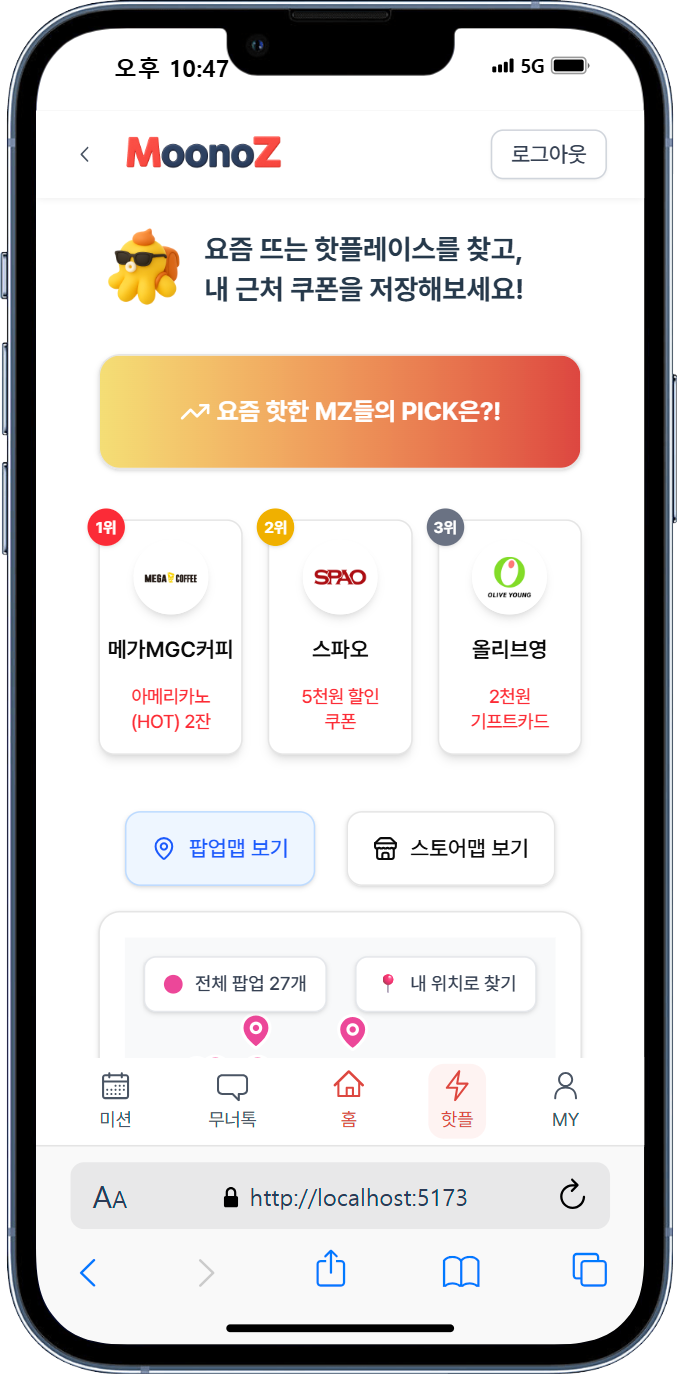 오후 10:47
5G
MoonoZ
로그아웃
요즘 뜨는 핫플레이스를 찾고,
내 근처 쿠폰을 저장해보세요!
요즘 핫한 MZ들의 PICK은?!
1위
2위
3위
MEGA COFFEE
SPAO
OLIVE YOUNG
메가MGC커피
스파오
올리브영
아메리카노
(HOT) 2잔
5천원 할인
쿠폰
2천원
기프트카드
팝업맵 보기
스토어맵 보기
전체 팝업 27개
내 위치로 찾기
미션
무너톡
홈
핫플
MY
AA
http://localhost:5173